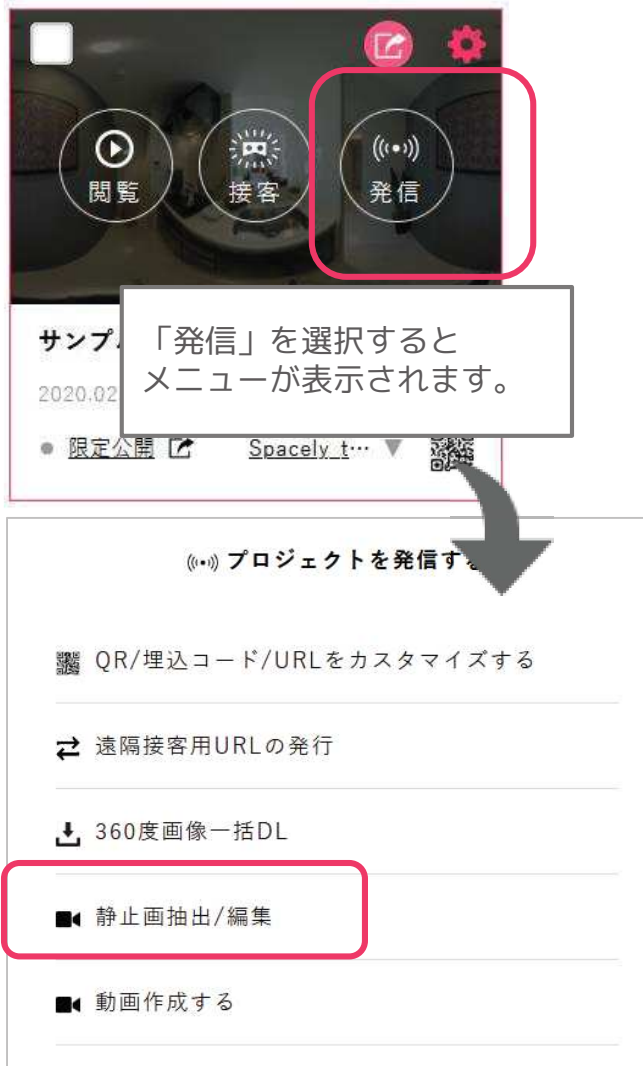 閲覧
接客
発信
「発信」を選択すると
メニューが表示されます。
サンプ
2020.02
限定公開
Spacely t…
プロジェクトを発信す
QR/埋込コード/URLをカスタマイズする
遠隔接客用URLの発行
360度画像一括DL
静止画抽出/編集
動画作成する